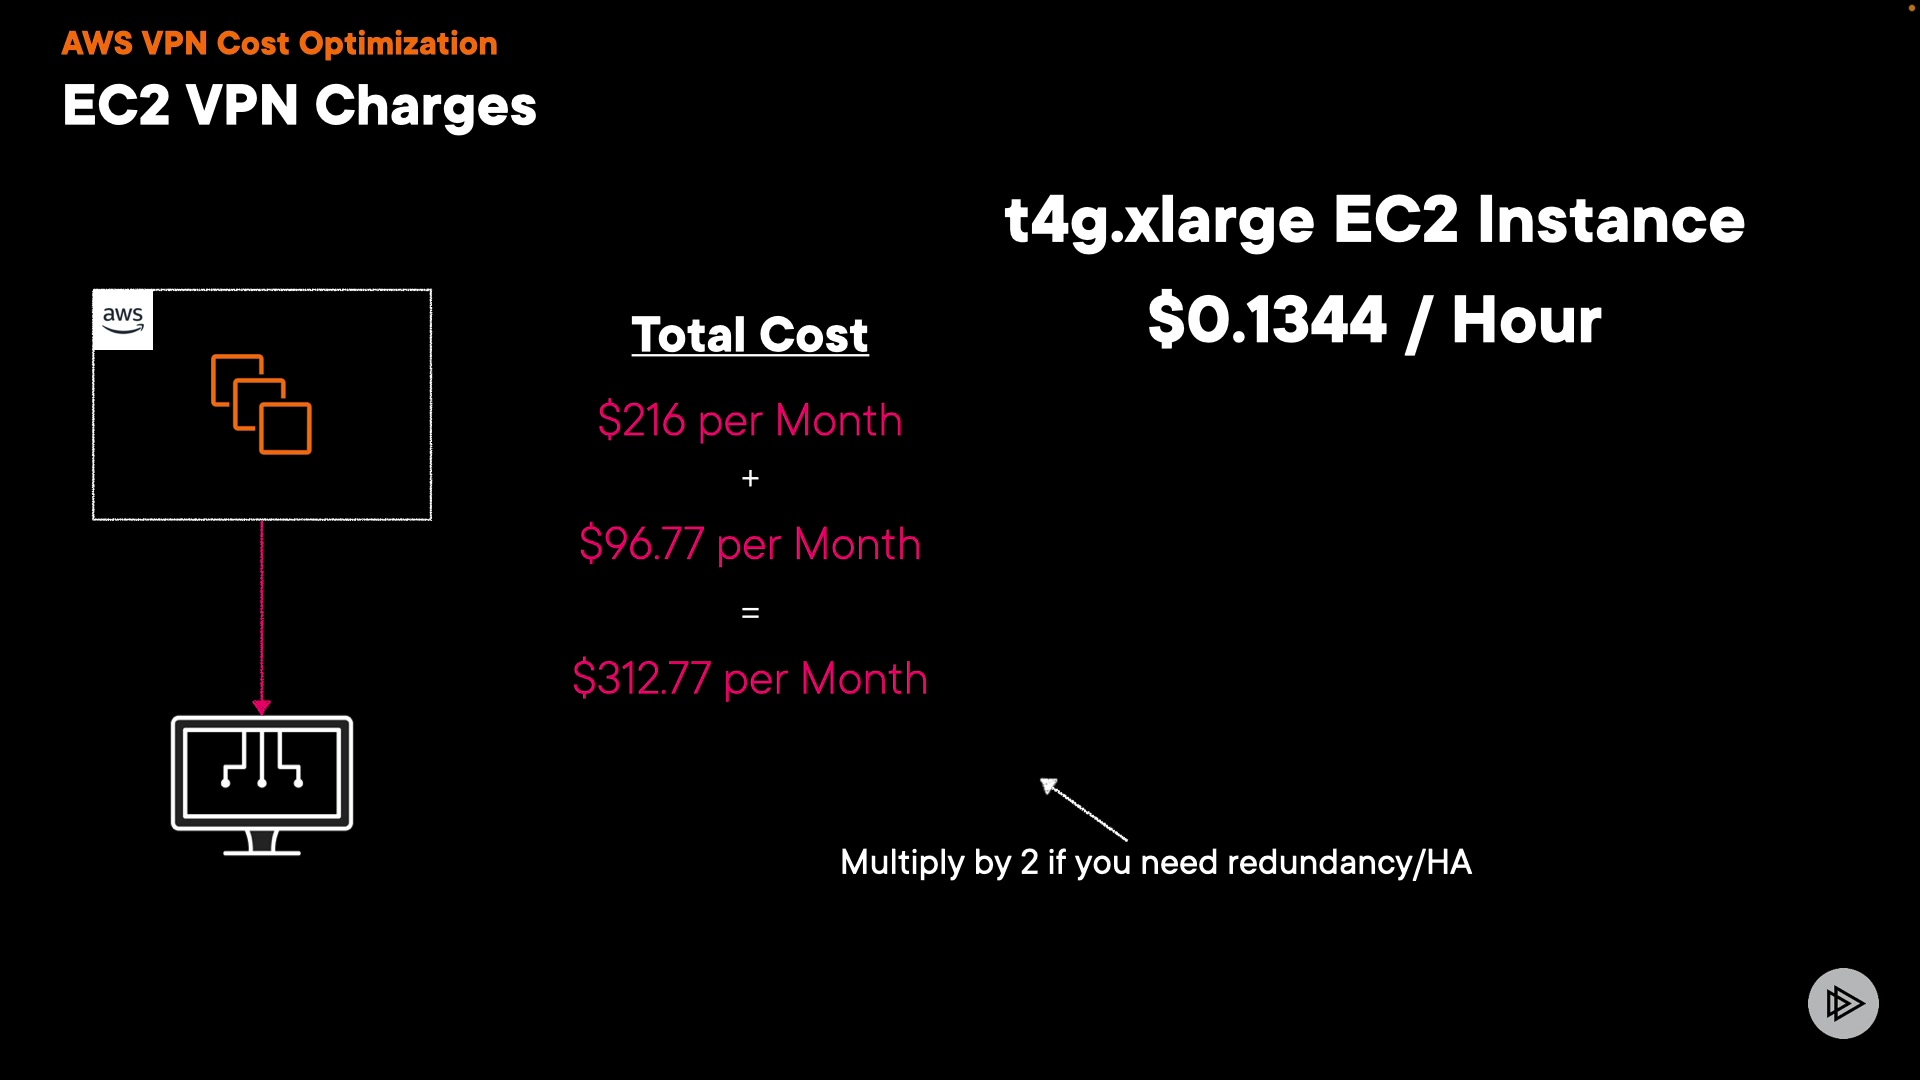 AWS VPN Cost Optimization
EC2 VPN Charges
t4g.xlarge EC2 Instance
$0.1344 / Hour
aws
Total Cost
$216 per Month
+
$96.77 per Month
=
$312.77 per Month
Multiply by 2 if you need redundancy/HA